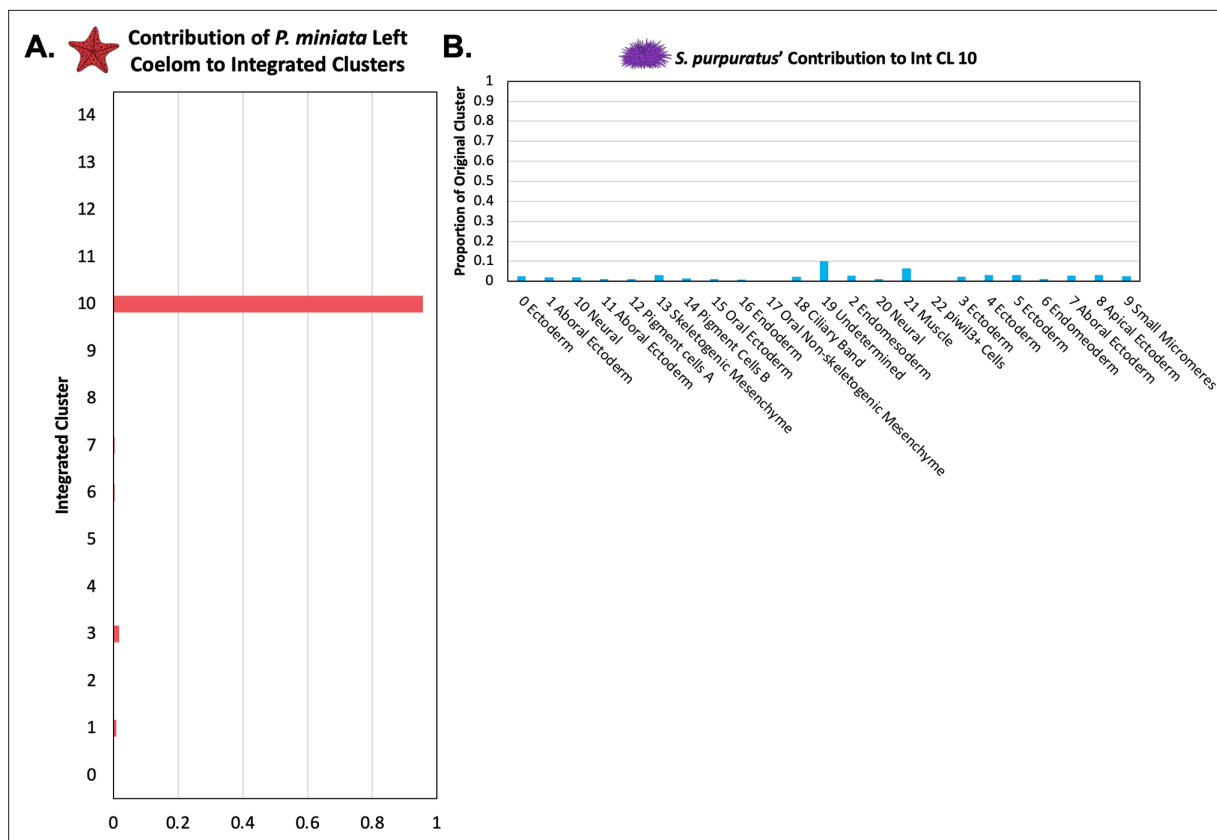 A.
Contribution of P. miniata Left
Coelom to Integrated Clusters
Integrated Cluster
14
13
12
11
10
9
8
7
6
5
4
3
2
1
0
0 0.2 0.4 0.6 0.8 1
B.
S. purpuratus' Contribution to Int CL 10
Proportion of Original Cluster
1
0.9
0.8
0.7
0.6
0.5
0.4
0.3
0.2
0.1
0
0 Ectoderm
1 Aboral Ectoderm
10 Neural
11 Aboral Ectoderm
12 Pigment cells A
13 Skeletogenic Mesenchyme
14 Pigment Cells B
15 Oral Ectoderm
16 Endoderm
17 Oral Non-skeletogenic Mesenchyme
18 Ciliary Band
19 Undetermined
2 Endomesoderm
20 Neural
21 Muscle
22 piwil3+ Cells
3 Ectoderm
4 Ectoderm
5 Ectoderm
6 Endomeoderm
7 Aboral Ectoderm
8 Apical Ectoderm
9 Small Micromeres